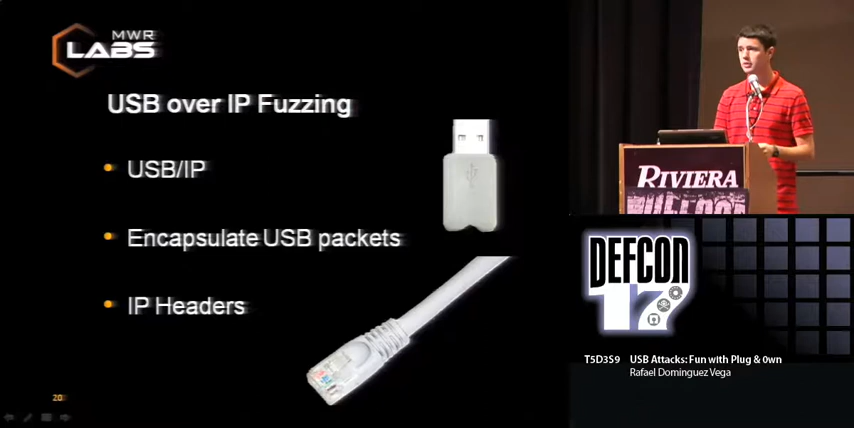 MWR
LABS
USB over IP Fuzzing
USB/IP
Encapsulate USB packets
IP Headers
20
RIVIERA
DEFCON
17
T5D3S9 USB Attacks: Fun with Plug & 0wn
Rafael Dominguez Vega